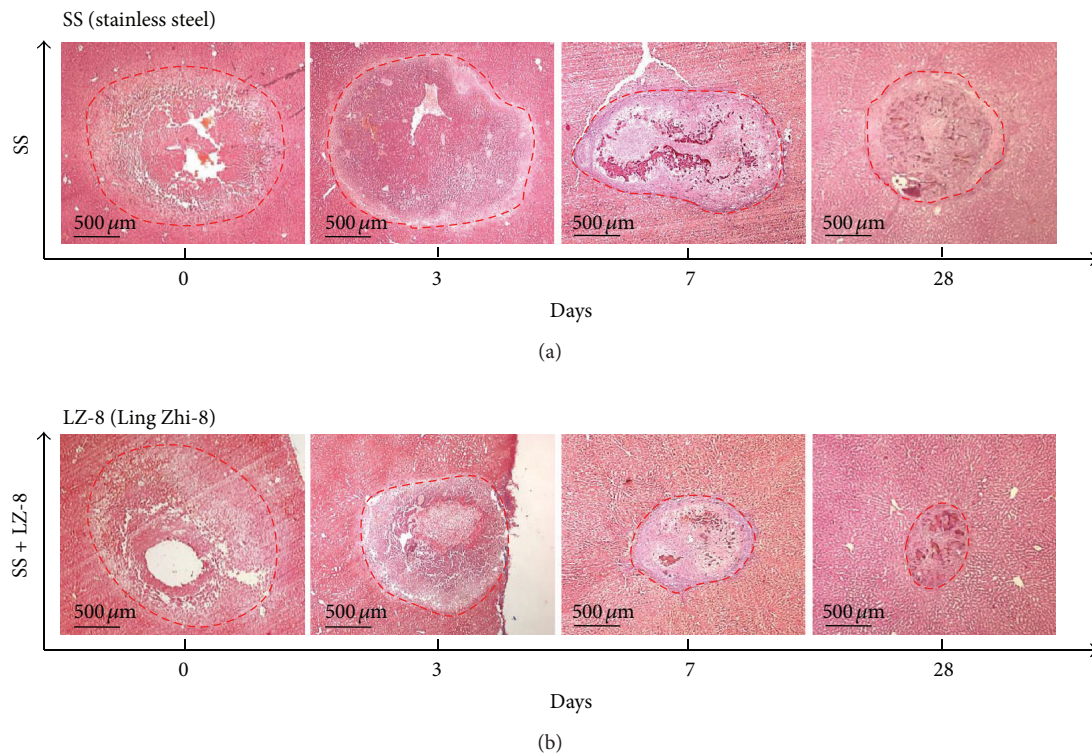 SS (stainless steel)
SS
500 μm
500 μm
500 μm
500 μm
0
3
7
28
Days
(a)
LZ-8 (Ling Zhi-8)
SS + LZ-8
500 μm
500 μm
500 μm
500 μm
0
3
7
28
Days
(b)